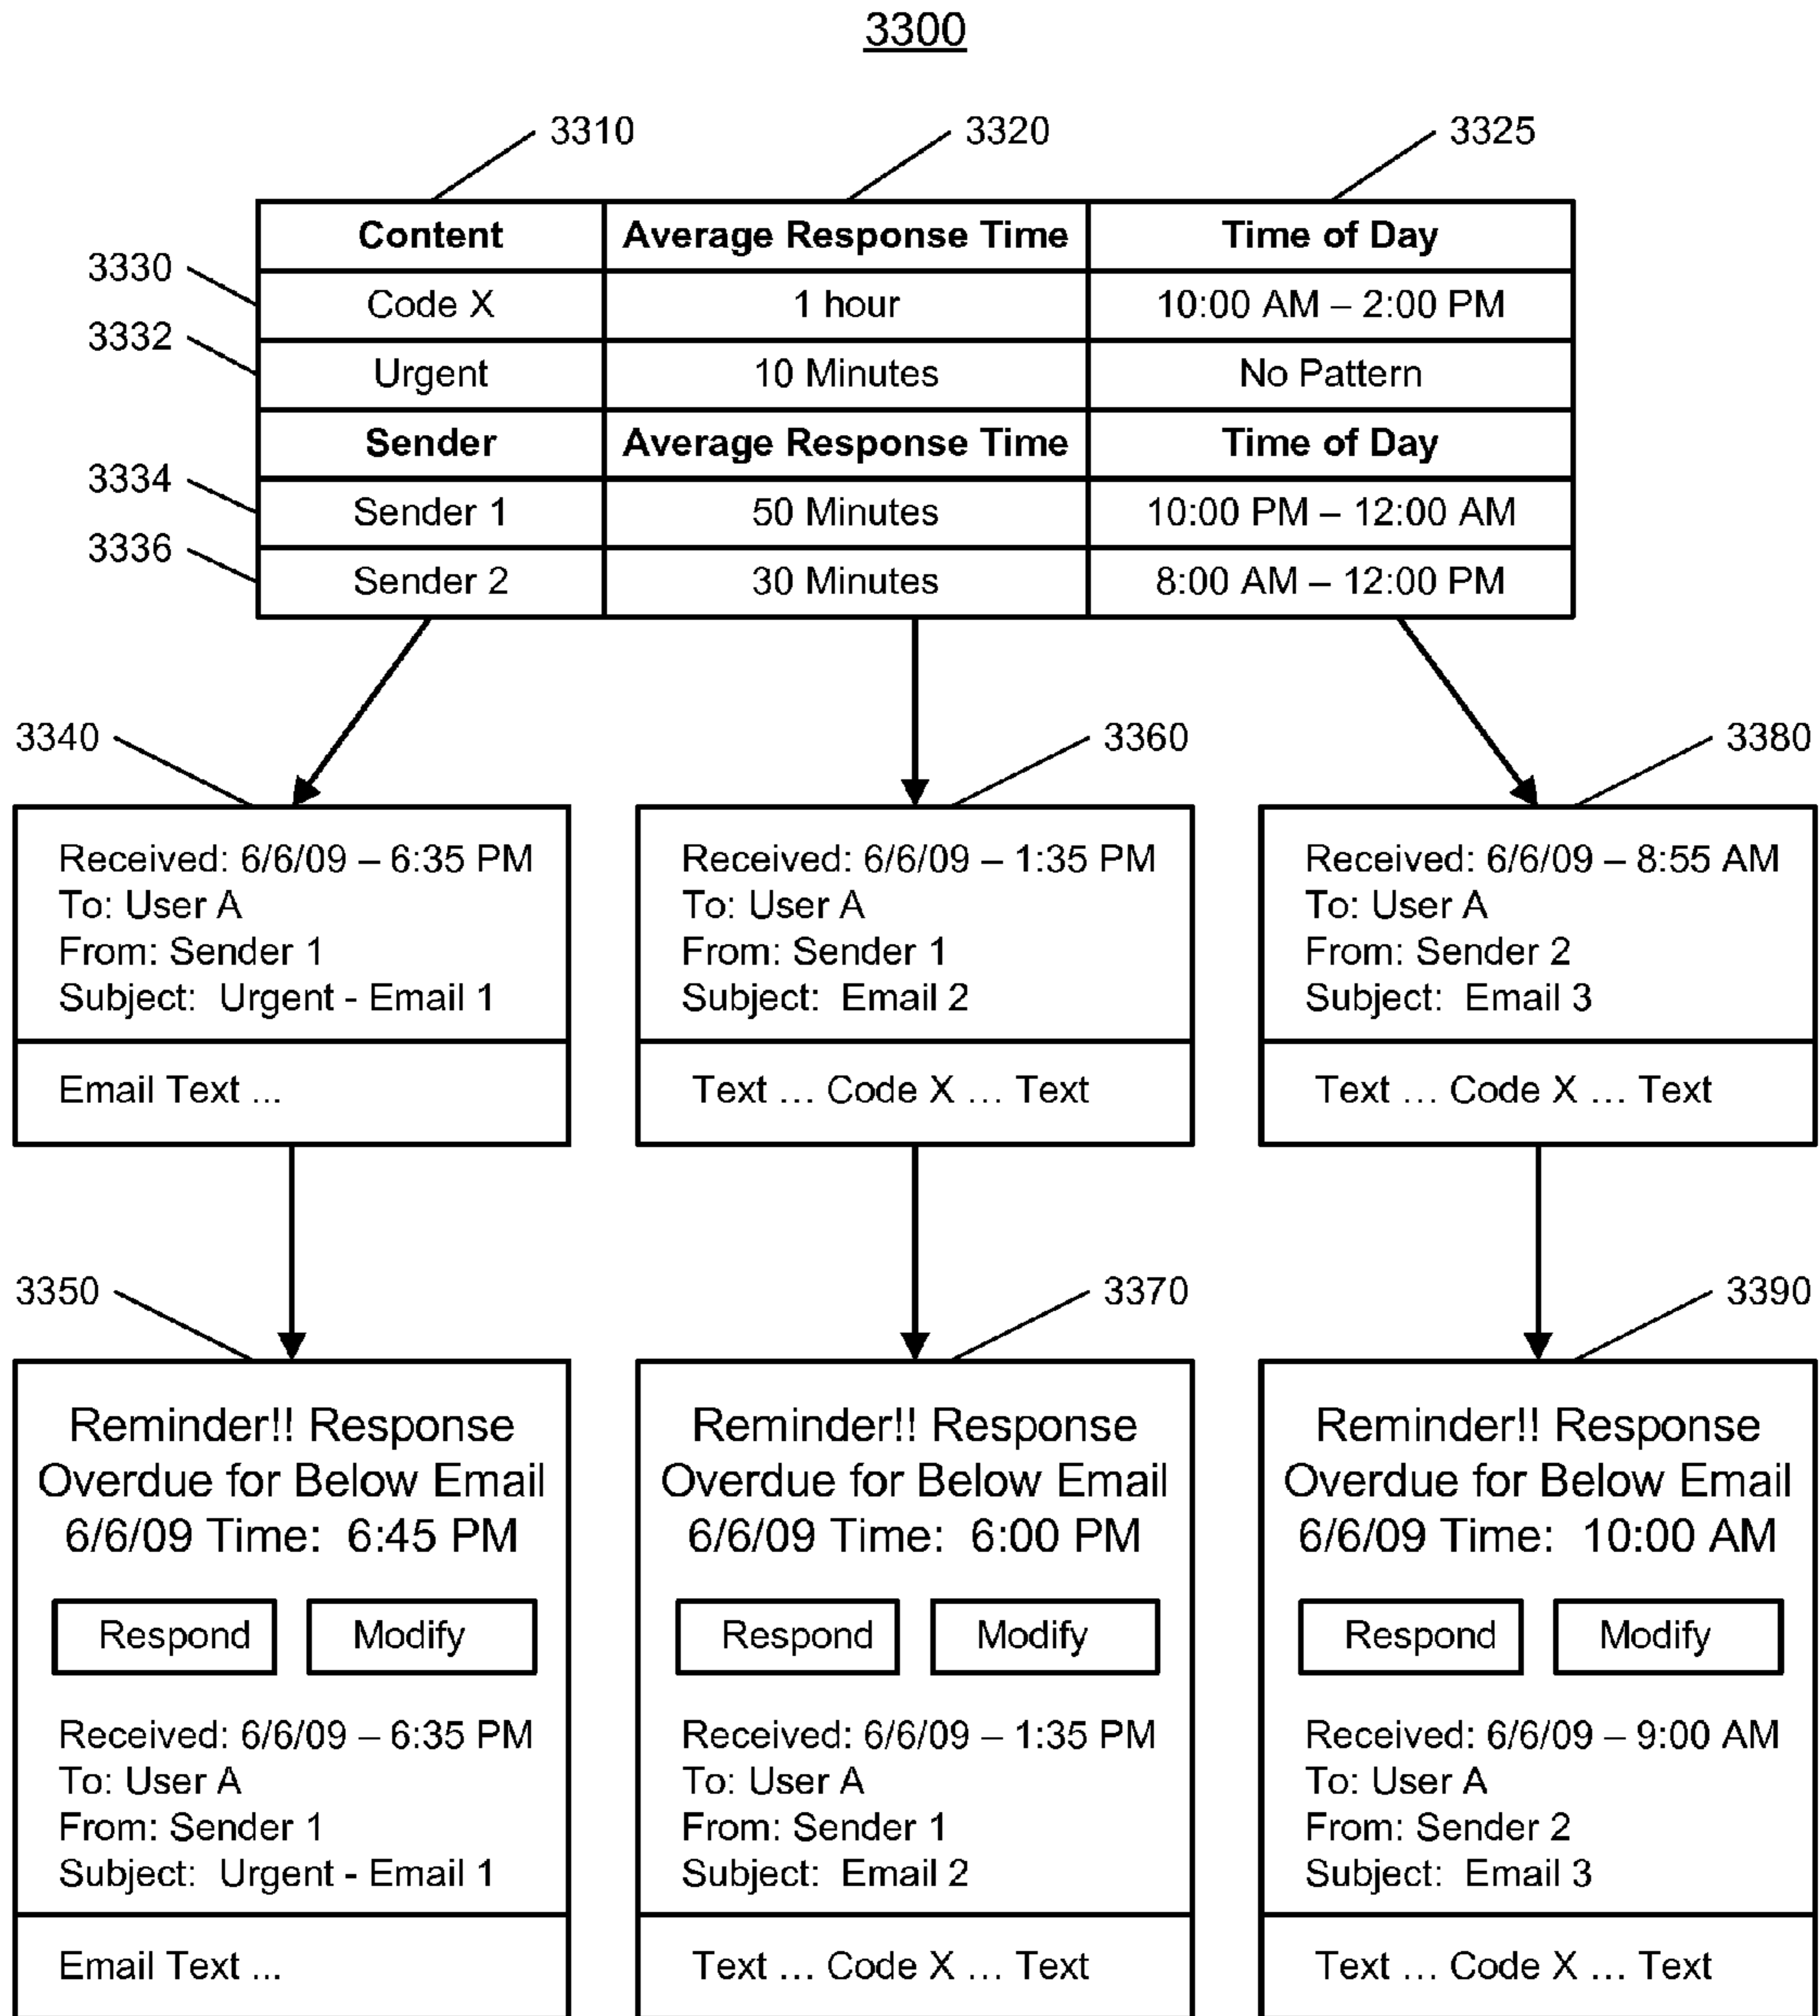 3300
3310 3320 3325
Content Average Response Time Time of Day
3330
Code X 1 hour 10:00 AM – 2:00 PM
3332
Urgent 10 Minutes No Pattern
Sender Average Response Time Time of Day
3334
Sender 1 50 Minutes 10:00 PM – 12:00 AM
3336
Sender 2 30 Minutes 8:00 AM – 12:00 PM
3340
Received: 6/6/09 – 6:35 PM
To: User A
From: Sender 1
Subject: Urgent - Email 1
Email Text ...
3360
Received: 6/6/09 – 1:35 PM
To: User A
From: Sender 1
Subject: Email 2
Text ... Code X ... Text
3380
Received: 6/6/09 – 8:55 AM
To: User A
From: Sender 2
Subject: Email 3
Text ... Code X ... Text
3350
Reminder!! Response
Overdue for Below Email
6/6/09 Time: 6:45 PM
Respond Modify
Received: 6/6/09 – 6:35 PM
To: User A
From: Sender 1
Subject: Urgent - Email 1
Email Text ...
3370
Reminder!! Response
Overdue for Below Email
6/6/09 Time: 6:00 PM
Respond Modify
Received: 6/6/09 – 1:35 PM
To: User A
From: Sender 1
Subject: Email 2
Text ... Code X ... Text
3390
Reminder!! Response
Overdue for Below Email
6/6/09 Time: 10:00 AM
Respond Modify
Received: 6/6/09 – 9:00 AM
To: User A
From: Sender 2
Subject: Email 3
Text ... Code X ... Text